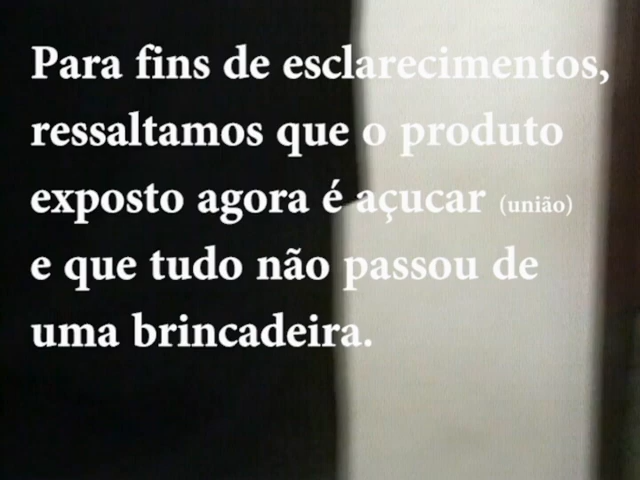 Para fins de esclarecimentos,
ressaltamos que o produto
exposto agora é açucar (união)
e que tudo não passou de
uma brincadeira.